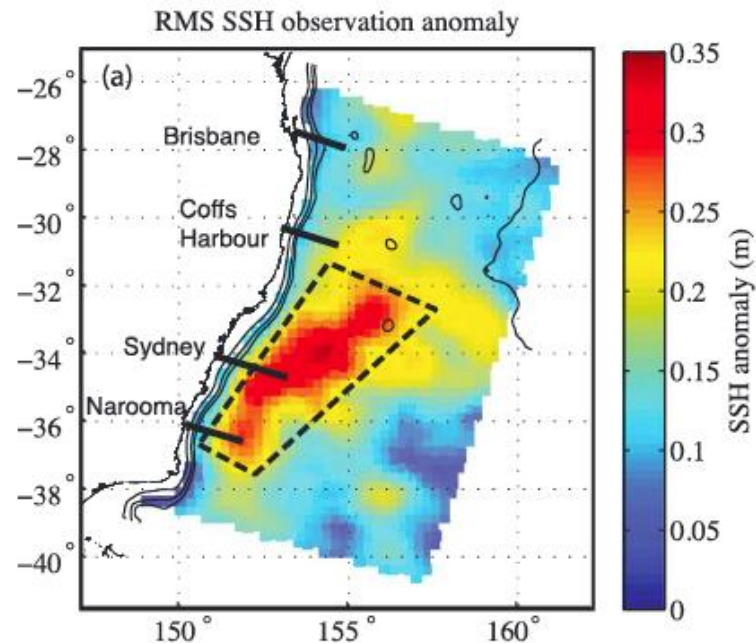 RMS SSH observation anomaly
(a)
−26°
−28°
−30°
−32°
−34°
−36°
−38°
−40°
Brisbane
Coffs
Harbour
Sydney
Narooma
150°
155°
160°
0.35
0.3
0.25
0.2
0.15
0.1
0.05
0
SSH anomaly (m)